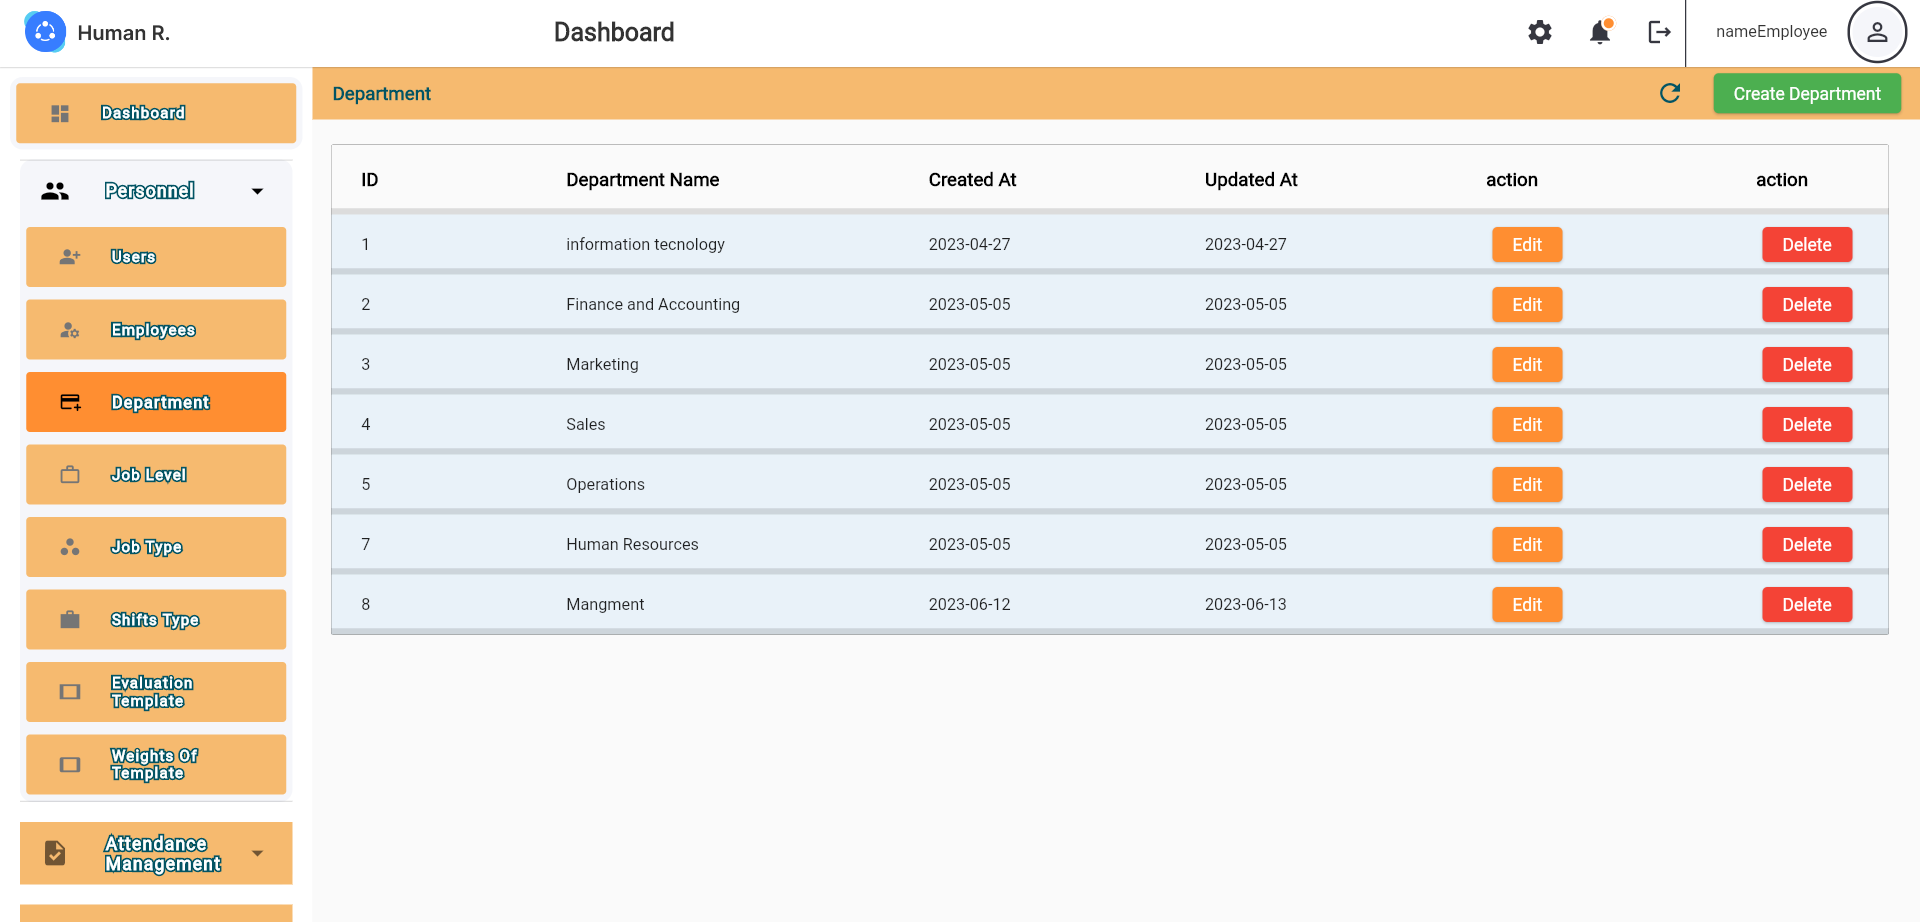 Human R.
Dashboard
nameEmployee
Dashboard
Personnel
Users
Employees
Department
Job Level
Job Type
Shifts Type
Evaluation
Template
Weights Of
Template
Attendance
Management
Department
Create Department
ID Department Name Created At Updated At action action
1 information tecnology 2023-04-27 2023-04-27 Edit Delete
2 Finance and Accounting 2023-05-05 2023-05-05 Edit Delete
3 Marketing 2023-05-05 2023-05-05 Edit Delete
4 Sales 2023-05-05 2023-05-05 Edit Delete
5 Operations 2023-05-05 2023-05-05 Edit Delete
7 Human Resources 2023-05-05 2023-05-05 Edit Delete
8 Mangment 2023-06-12 2023-06-13 Edit Delete